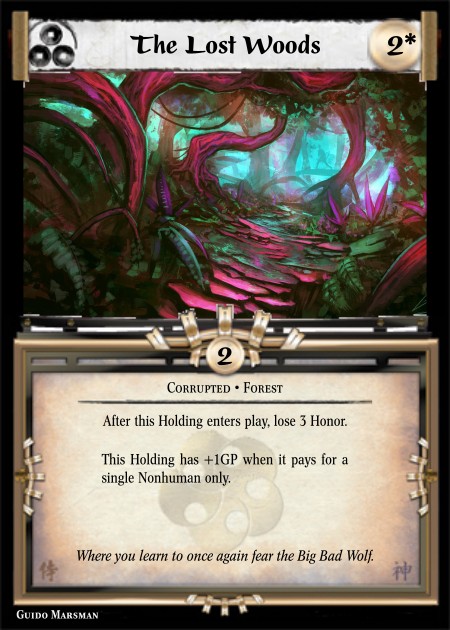 The Lost Woods
2*
2
Corrupted • Forest
After this Holding enters play, lose 3 Honor.
This Holding has +1GP when it pays for a
single Nonhuman only.
Where you learn to once again fear the Big Bad Wolf.
侍 神
Guido Marsman